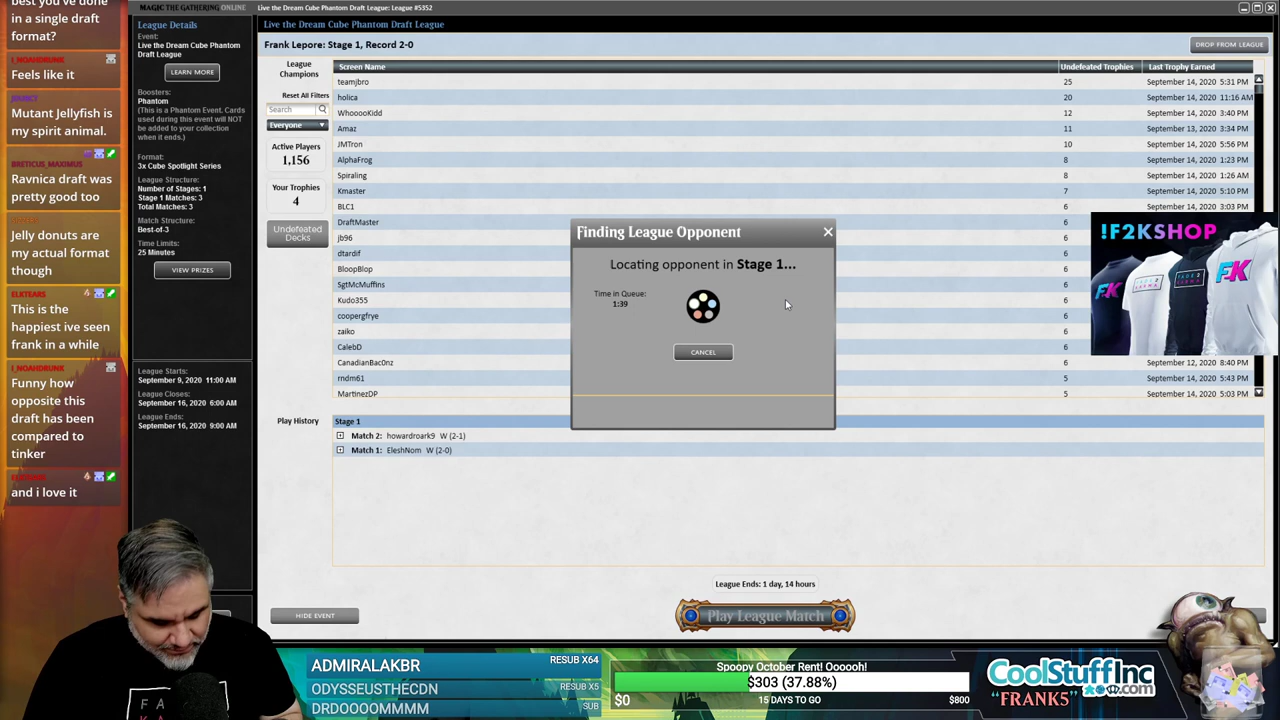 best you've done
in a single draft
format?
I_NOAHDRUNK
Feels like it
Mutant Jellyfish is
my spirit animal.
BRETICUS_MAXIMUS
Ravnica draft was
pretty good too
Jelly donuts are
my actual format
though
ELKTEARS
This is the
happiest ive seen
frank in a while
I_NOAHDRUNK
Funny how
opposite this
draft has been
compared to
tinker
and i love it
MAGIC THE GATHERING ONLINE
Live the Dream Cube Phantom Draft League: League #5352
League Details
Event:
Live the Dream Cube Phantom
Draft League
LEARN MORE
Boosters:
Phantom
(This is a Phantom Event. Cards
used during this event will NOT
be added to your collection
when it ends.)
Format:
3x Cube Spotlight Series
League Structure:
Number of Stages: 1
Stage 1 Matches: 3
Total Matches: 3
Match Structure:
Best-of-3
Time Limits:
25 Minutes
VIEW PRIZES
League Starts:
September 9, 2020 11:00 AM
League Closes:
September 16, 2020 6:00 AM
League Ends:
September 16, 2020 9:00 AM
Live the Dream Cube Phantom Draft League
Frank Lepore: Stage 1, Record 2-0
DROP FROM LEAGUE
League
Champions
Reset All Filters
Search
Everyone
Active Players
1,156
Your Trophies
4
Undefeated
Decks
Screen Name Undefeated Trophies Last Trophy Earned
teamjbro 25 September 14, 2020 5:31 PM
holica 20 September 14, 2020 11:16 AM
WhooooKidd 12 September 14, 2020 3:40 PM
Amaz 11 September 13, 2020 3:34 PM
JMTron 10 September 14, 2020 5:56 PM
AlphaFrog 8 September 14, 2020 1:23 PM
Spiraling 8 September 14, 2020 1:26 AM
Kmaster 7 September 14, 2020 5:10 PM
BLC1 6 September 14, 2020 3:03 PM
DraftMaster 6
jb96 6
dtardif 6
BloopBlop 6
SgtMcMuffins 6
Kudo355 6
coopergfrye 6
zaiko 6
CalebD 6
CanadianBac0nz 6 September 12, 2020 8:40 PM
rndm61 5 September 14, 2020 5:43 PM
MartinezDP 5 September 14, 2020 5:03 PM
Finding League Opponent
Locating opponent in Stage 1...
Time in Queue:
1:39
CANCEL
!F2KSHOP
FK
FK
Play History
Stage 1
Match 2: howardroark9 W (2-1)
Match 1: EleshNom W (2-0)
League Ends: 1 day, 14 hours
HIDE EVENT
Play League Match
FA
ADMIRALAKBR RESUB X64
ODYSSEUSTHECDN RESUB X5
DRDOOOOMMMM SUB
Spoopy October Rent! Oooooh!
$303 (37.88%)
$0 15 DAYS TO GO $800
CoolStuffInc
.com
"FRANK5"